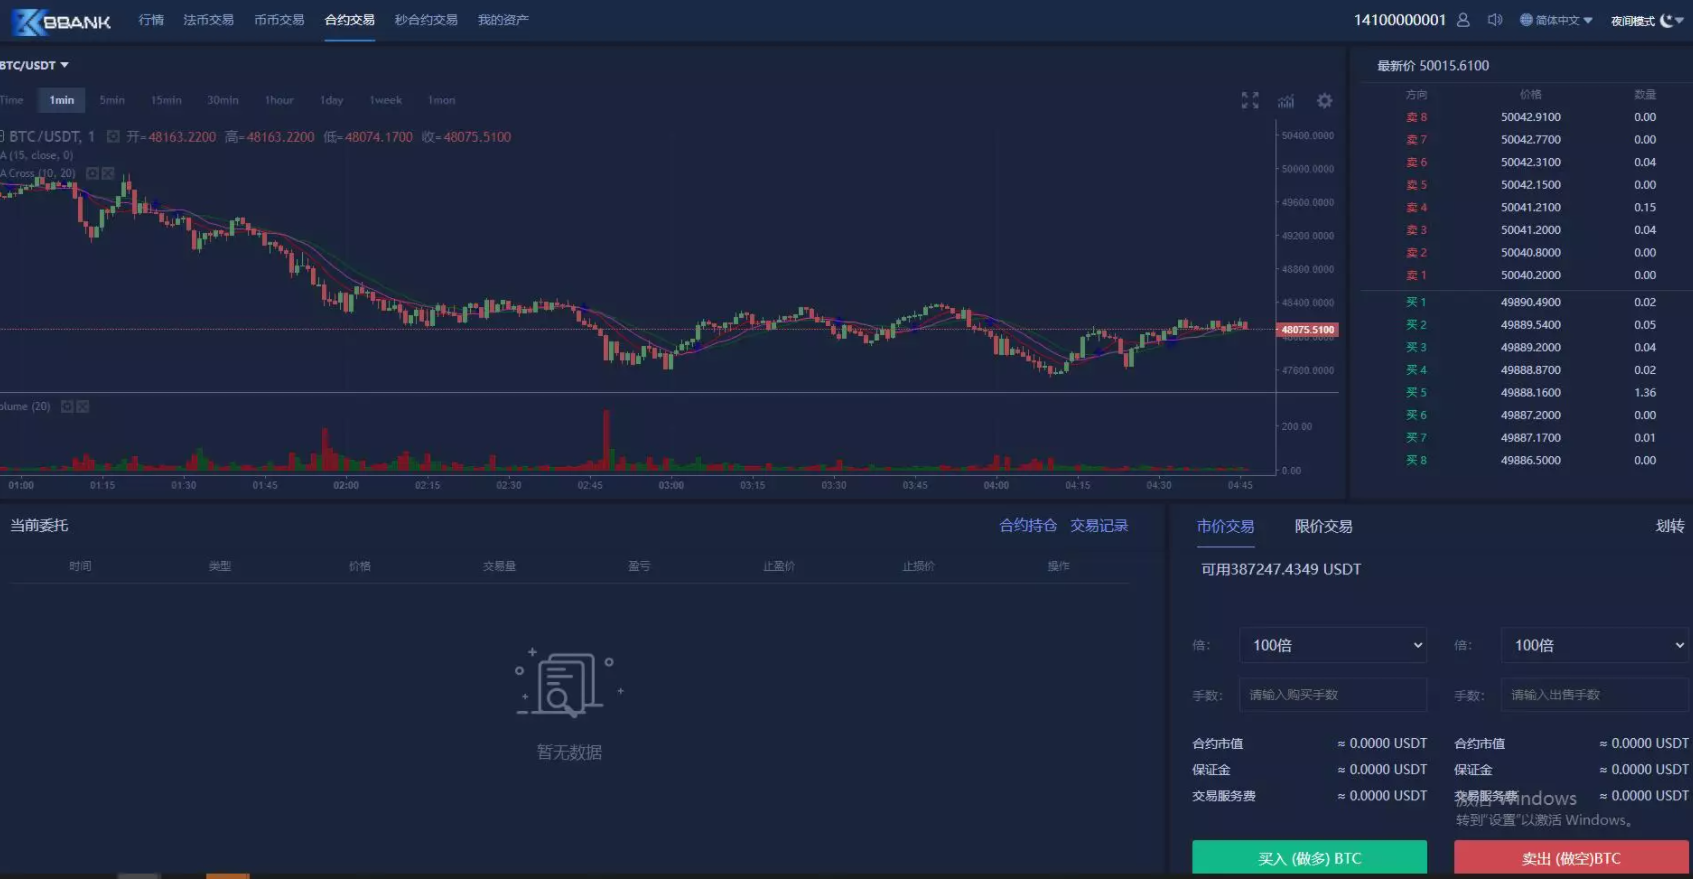 BBANK 行情 法币交易 币币交易 合约交易 秒合约交易 我的资产 14100000001 简体中文 夜间模式
BTC/USDT
Time 1min 5min 15min 30min 1hour 1day 1week 1mon
BTC/USDT, 1 开=48163.2200 高=48163.2200 低=48074.1700 收=48075.5100
A (15, close, 0)
A Cross (10, 20)
50400.0000
50000.0000
49600.0000
49200.0000
48800.0000
48400.0000
48075.5100
48000.0000
47600.0000
olume (20)
200.00
0.00
01:00 01:15 01:30 01:45 02:00 02:15 02:30 02:45 03:00 03:15 03:30 03:45 04:00 04:15 04:30 04:45
最新价 50015.6100
方向 价格 数量
卖 8 50042.9100 0.00
卖 7 50042.7700 0.00
卖 6 50042.3100 0.04
卖 5 50042.1500 0.00
卖 4 50041.2100 0.15
卖 3 50041.2000 0.04
卖 2 50040.8000 0.00
卖 1 50040.2000 0.00
买 1 49890.4900 0.02
买 2 49889.5400 0.05
买 3 49889.2000 0.04
买 4 49888.8700 0.02
买 5 49888.1600 1.36
买 6 49887.2000 0.00
买 7 49887.1700 0.01
买 8 49886.5000 0.00
当前委托 合约持仓 交易记录
时间 类型 价格 交易量 盈亏 止盈价 止损价 操作
暂无数据
市价交易 限价交易 划转
可用387247.4349 USDT
倍: 100倍 倍: 100倍
手数: 请输入购买手数 手数: 请输入出售手数
合约市值 ≈ 0.0000 USDT 合约市值 ≈ 0.0000 USDT
保证金 ≈ 0.0000 USDT 保证金 ≈ 0.0000 USDT
交易服务费 ≈ 0.0000 USDT 交易服务费 ≈ 0.0000 USDT
激活 Windows
转到"设置"以激活 Windows。
买入 (做多) BTC 卖出 (做空)BTC